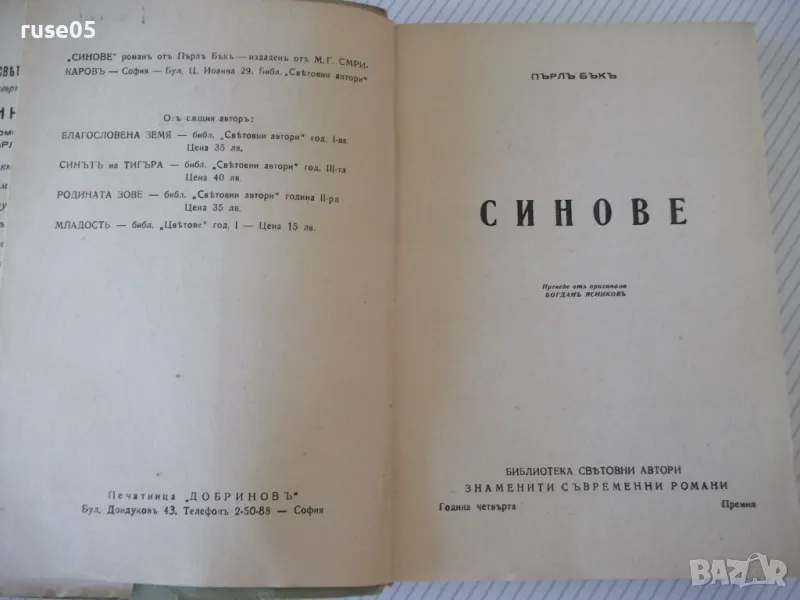 ruse05
„СИНОВЕ" романъ отъ Пърлъ Бъкъ — издаденъ отъ М. Г. СМРИ.
КАРОВЪ — София — Бул. Ц. Иоанна 29. Библ. „Свѣтовни автори"
Отъ сжщия авторъ:
БЛАГОСЛОВЕНА ЗЕМЯ — библ. „Свѣтовни автори" год. I-ва.
Цена 35 лв.
СИНЪТЪ на ТИГЪРА — библ. „Свѣтовни автори" год. III-та
Цена 40 лв.
РОДИНАТА ЗОВЕ — библ. „Свѣтовни автори" година II-ра
Цена 35 лв.
МЛАДОСТЬ — библ. „Цвѣтове" год. I — Цена 15 лв.
Печатница „ДОБРИНОВЪ"
Бул. Дондуковъ 43. Телефонъ 2-50-88 — София
ПЪРЛЪ БЪКЪ
СИНОВЕ
Преведе отъ оригинала
БОГДАНЪ ЯСНИКОВЪ
БИБЛИОТЕКА СВѢТОВНИ АВТОРИ
ЗНАМЕНИТИ СЪВРЕМЕННИ РОМАНИ
Година четвърта Премия
BAZAR